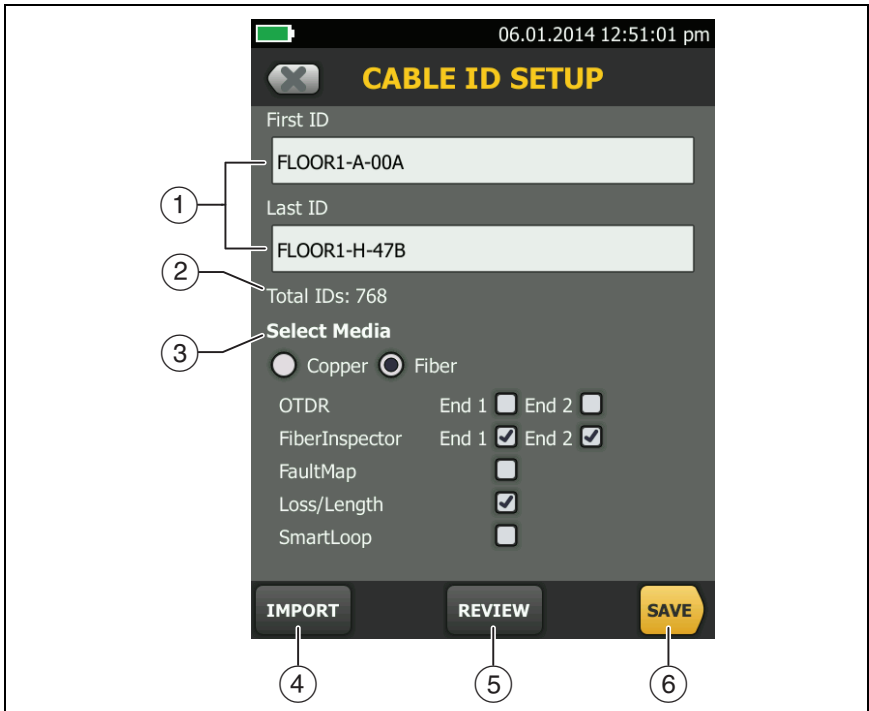 06.01.2014 12:51:01 pm
CABLE ID SETUP
First ID
FLOOR1-A-00A
1
Last ID
FLOOR1-H-47B
2
Total IDs: 768
Select Media
3
Copper Fiber
OTDR End 1 End 2
FiberInspector End 1 End 2
FaultMap
Loss/Length
SmartLoop
IMPORT REVIEW SAVE
4 5 6